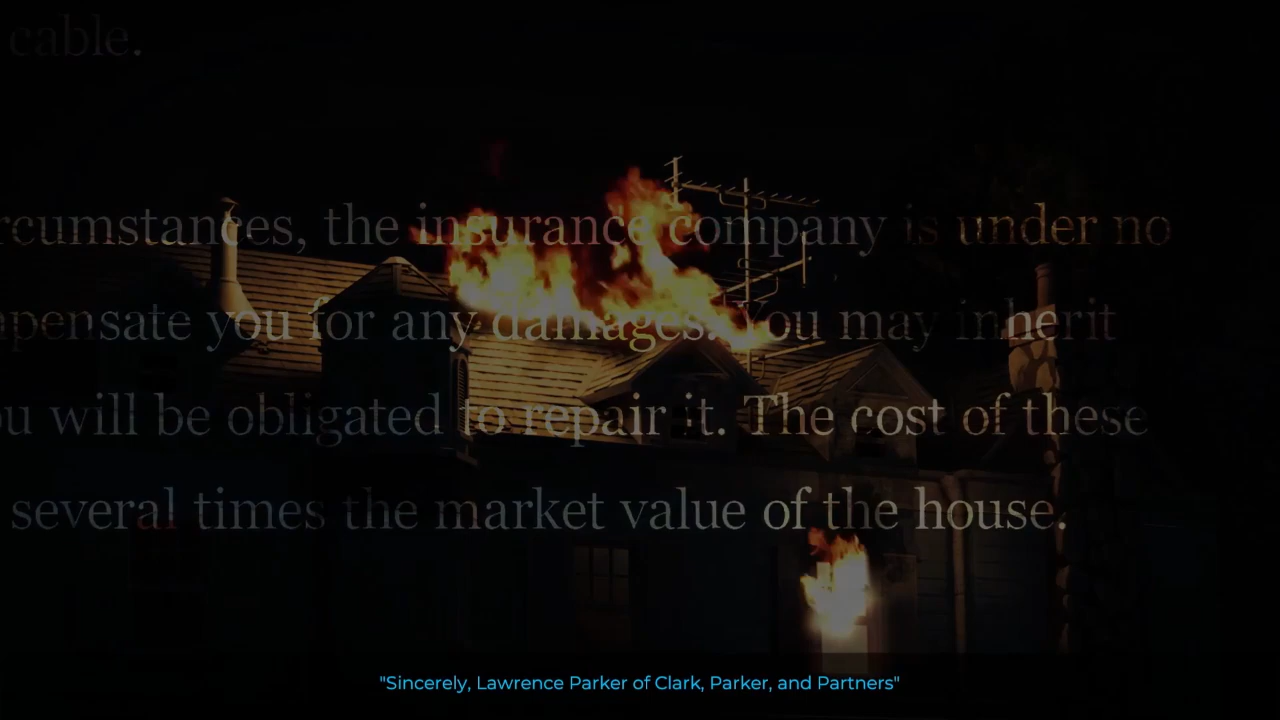 cable.
rcumstances, the insurance company is under no
pensate you for any damages. You may inherit
u will be obligated to repair it. The cost of these
several times the market value of the house.
"Sincerely, Lawrence Parker of Clark, Parker, and Partners"